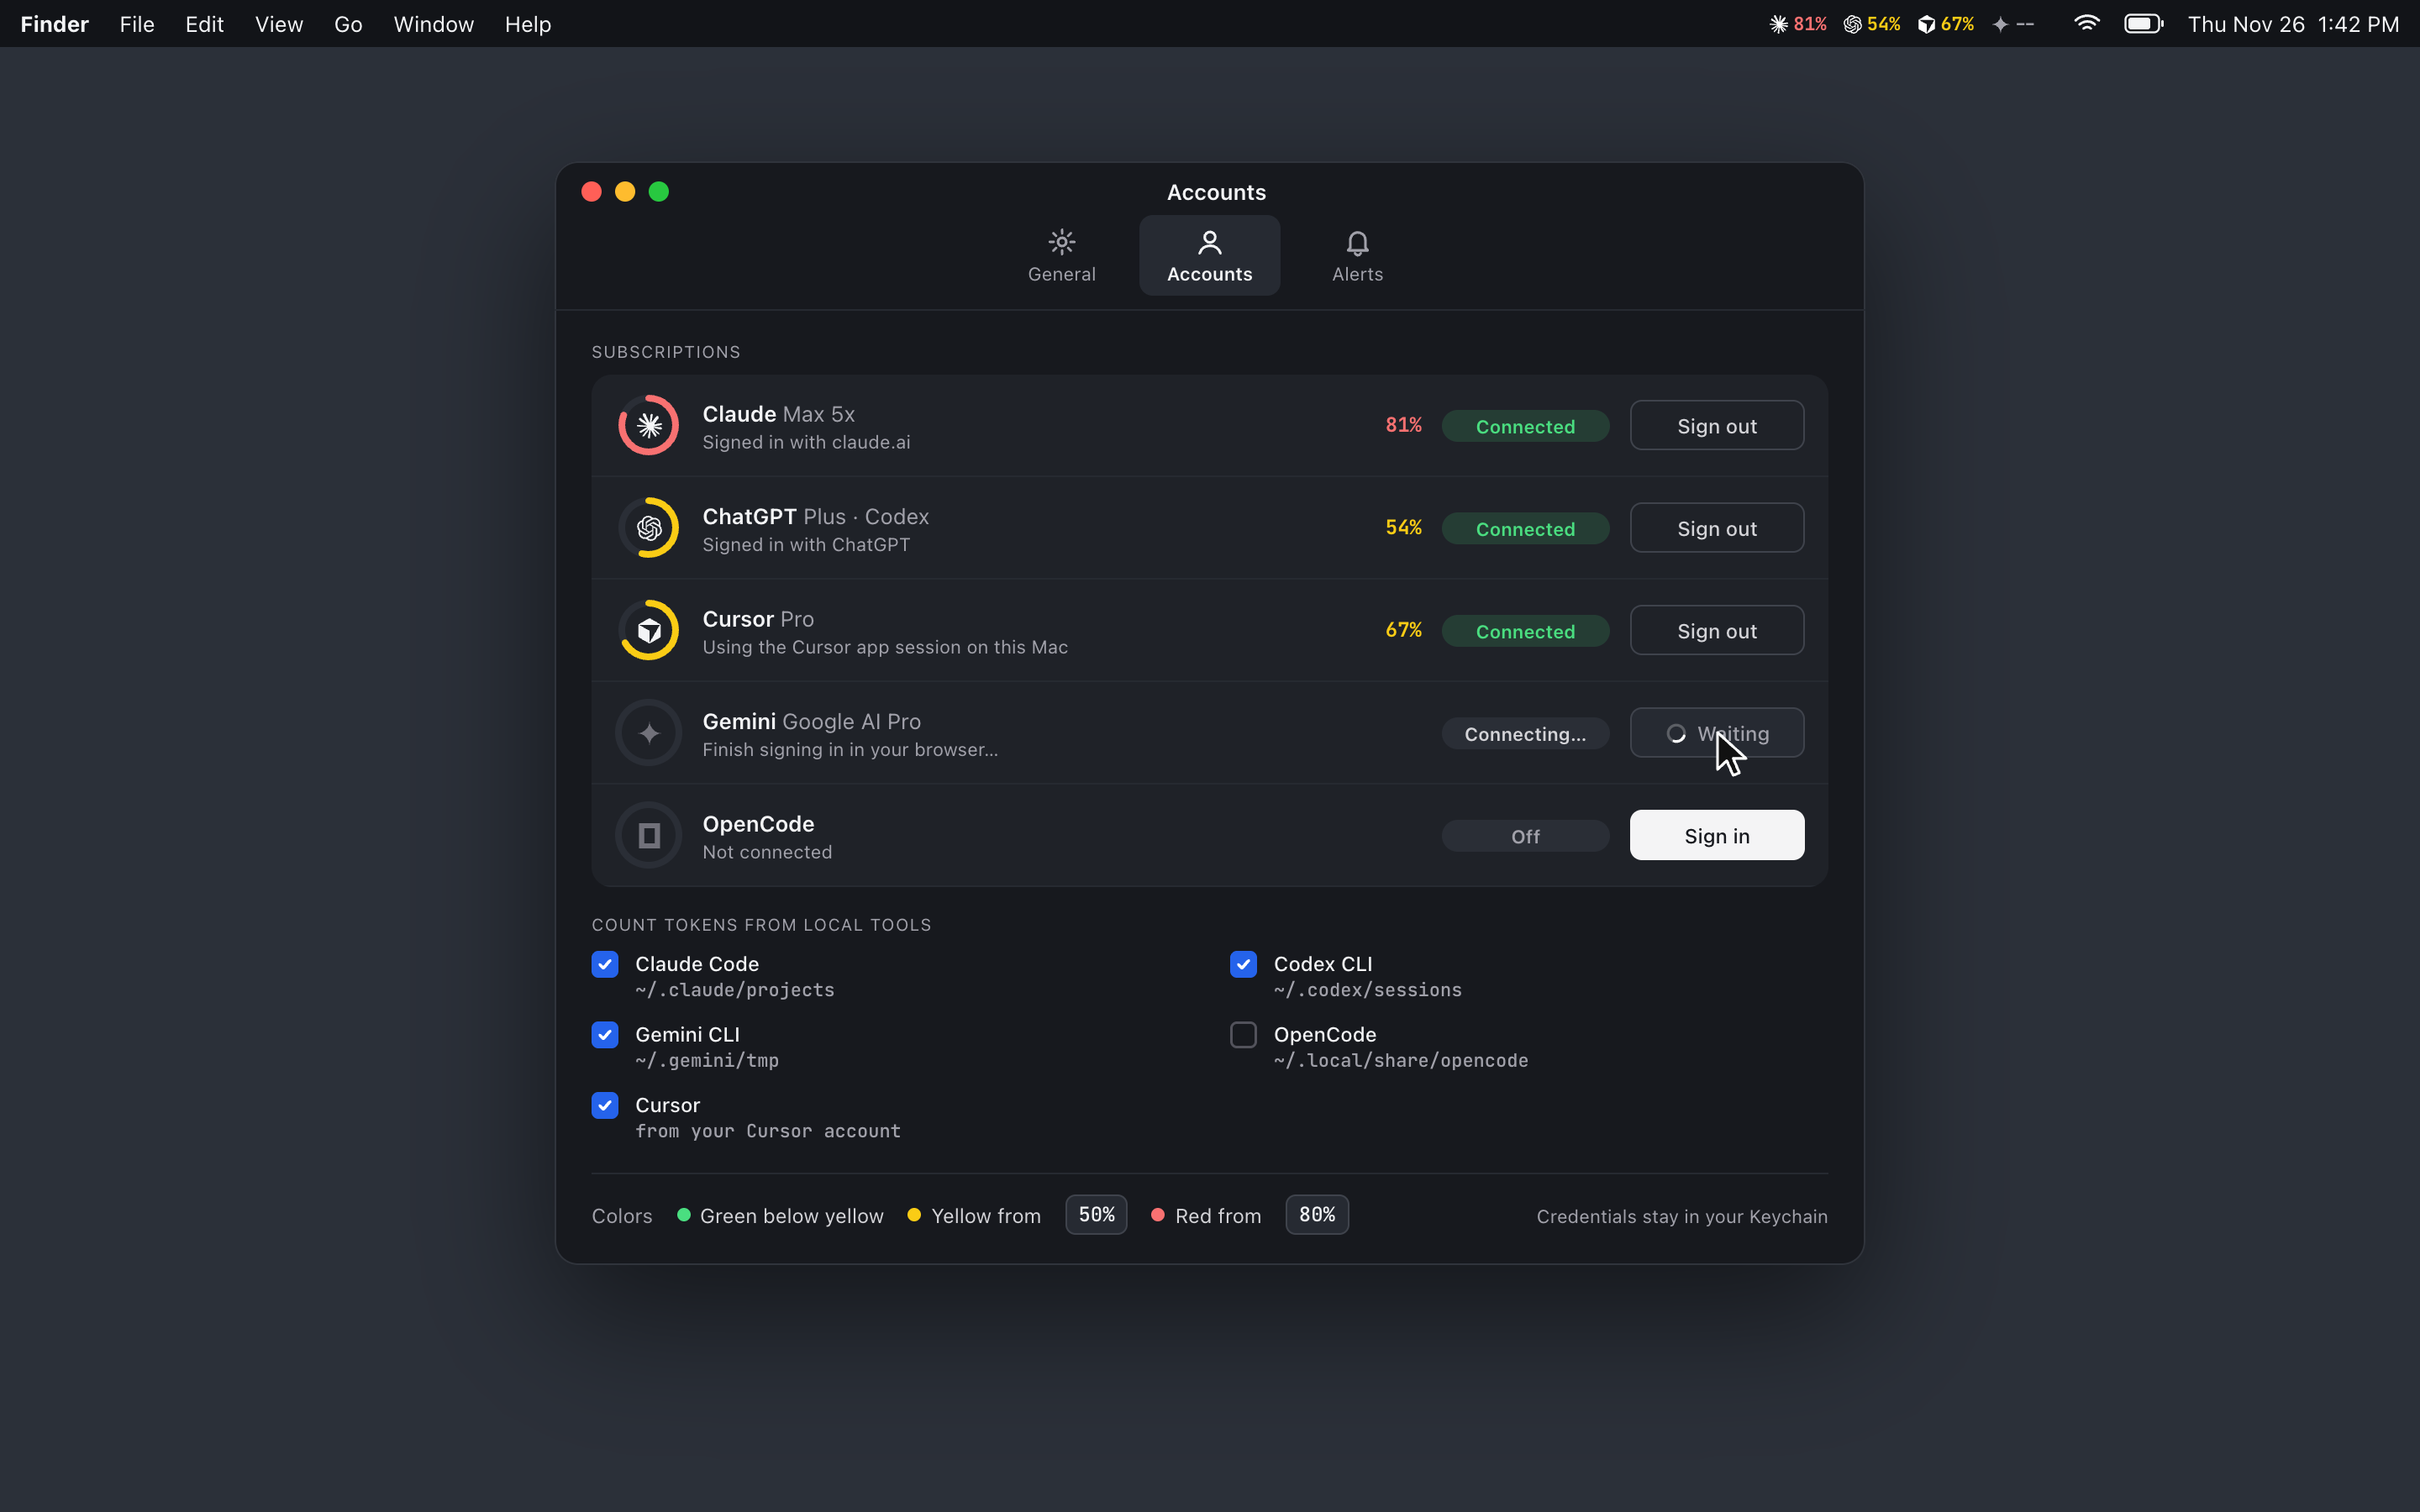 Finder File Edit View Go Window Help 81% 54% 67% -- Thu Nov 26 1:42 PM
Accounts
General Accounts Alerts
SUBSCRIPTIONS
Claude Max 5x
Signed in with claude.ai
81% Connected Sign out
ChatGPT Plus · Codex
Signed in with ChatGPT
54% Connected Sign out
Cursor Pro
Using the Cursor app session on this Mac
67% Connected Sign out
Gemini Google AI Pro
Finish signing in in your browser...
Connecting... Waiting
OpenCode
Not connected
Off Sign in
COUNT TOKENS FROM LOCAL TOOLS
Claude Code
~/.claude/projects
Codex CLI
~/.codex/sessions
Gemini CLI
~/.gemini/tmp
OpenCode
~/.local/share/opencode
Cursor
from your Cursor account
Colors Green below yellow Yellow from 50% Red from 80% Credentials stay in your Keychain